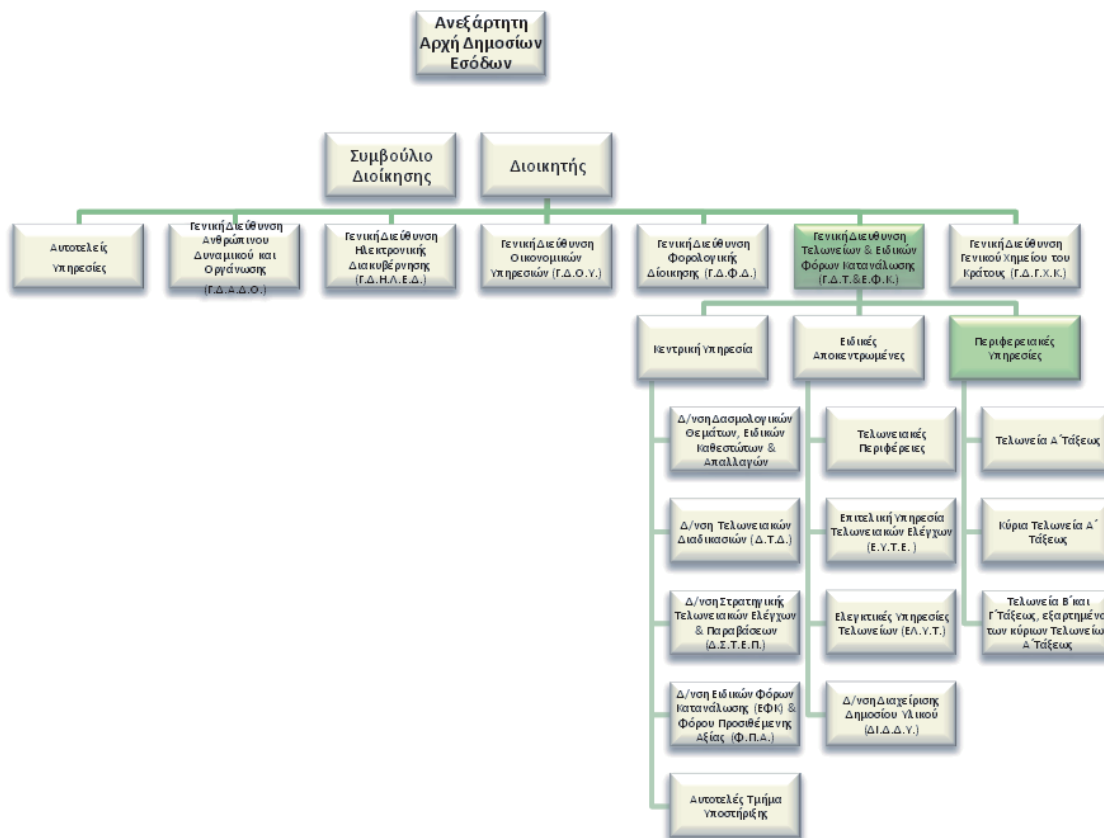 Ανεξάρτητη
Αρχή Δημοσίων
Εσόδων
Συμβούλιο
Διοίκησης
Διοικητής
Αυτοτελείς
Υπηρεσίες
Γενική Διεύθυνση
Ανθρώπινου
Δυναμικού και
Οργάνωσης
(Γ.Δ.Α.Δ.Ο.)
Γενική Διεύθυνση
Ηλεκτρονικής
Διακυβέρνησης
(Γ.Δ.Η.Λ.Ε.Δ.)
Γενική Διεύθυνση
Οικονομικών
Υπηρεσιών (Γ.Δ.Ο.Υ.)
Γενική Διεύθυνση
Φορολογικής
Δίοικησης (Γ.Δ.Φ.Δ.)
Γενική Διευθυνση
Τελωνείων & Ειδικών
Φόρων Κατανάλωσης
(Γ.Δ.Τ.&Ε.Φ.Κ.)
Γενική Διεύθυνση
Γενικού Χημείου του
Κράτους (Γ.Δ.Γ.Χ.Κ.)
Κεντρική Υπηρεσία
Ειδικές
Αποκεντρωμένες
Περιφερειακές
Υπηρεσίες
Δ/νση Δασμολογικών
Θεμάτων, Ειδικών
Καθεστώτων &
Απαλλαγών
Δ/νση Τελωνειακών
Διαδικασιών (Δ.Τ.Δ.)
Δ/νση Στρατηγικής
Τελωνειακών Ελέγχων
& Παραβάσεων
(Δ.Σ.Τ.Ε.Π.)
Δ/νση Ειδικών Φόρων
Κατανάλωσης (ΕΦΚ) &
Φόρου Προσιθέμενης
Αξίας (Φ.Π.Α.)
Αυτοτελές Τμήμα
Υποστήριξης
Τελωνειακές
Περιφέρειες
Επιτελική Υπηρεσία
Τελωνειακών Ελέγχων
(Ε.Υ.Τ.Ε. )
Ελεγκτικές Υπηρεσίες
Τελωνείων (ΕΛ.Υ.Τ.)
Δ/νση Διαχείρισης
Δημοσίου Υλικού
(ΔΙ.Δ.Δ.Υ.)
Τελωνεία Α΄Τάξεως
Κύρια Τελωνεία Α΄
Τάξεως
Τελωνεία Β΄και
Γ΄Τάξεως, εξαρτημένα
των κύριων Τελωνείων
Α΄Τάξεως